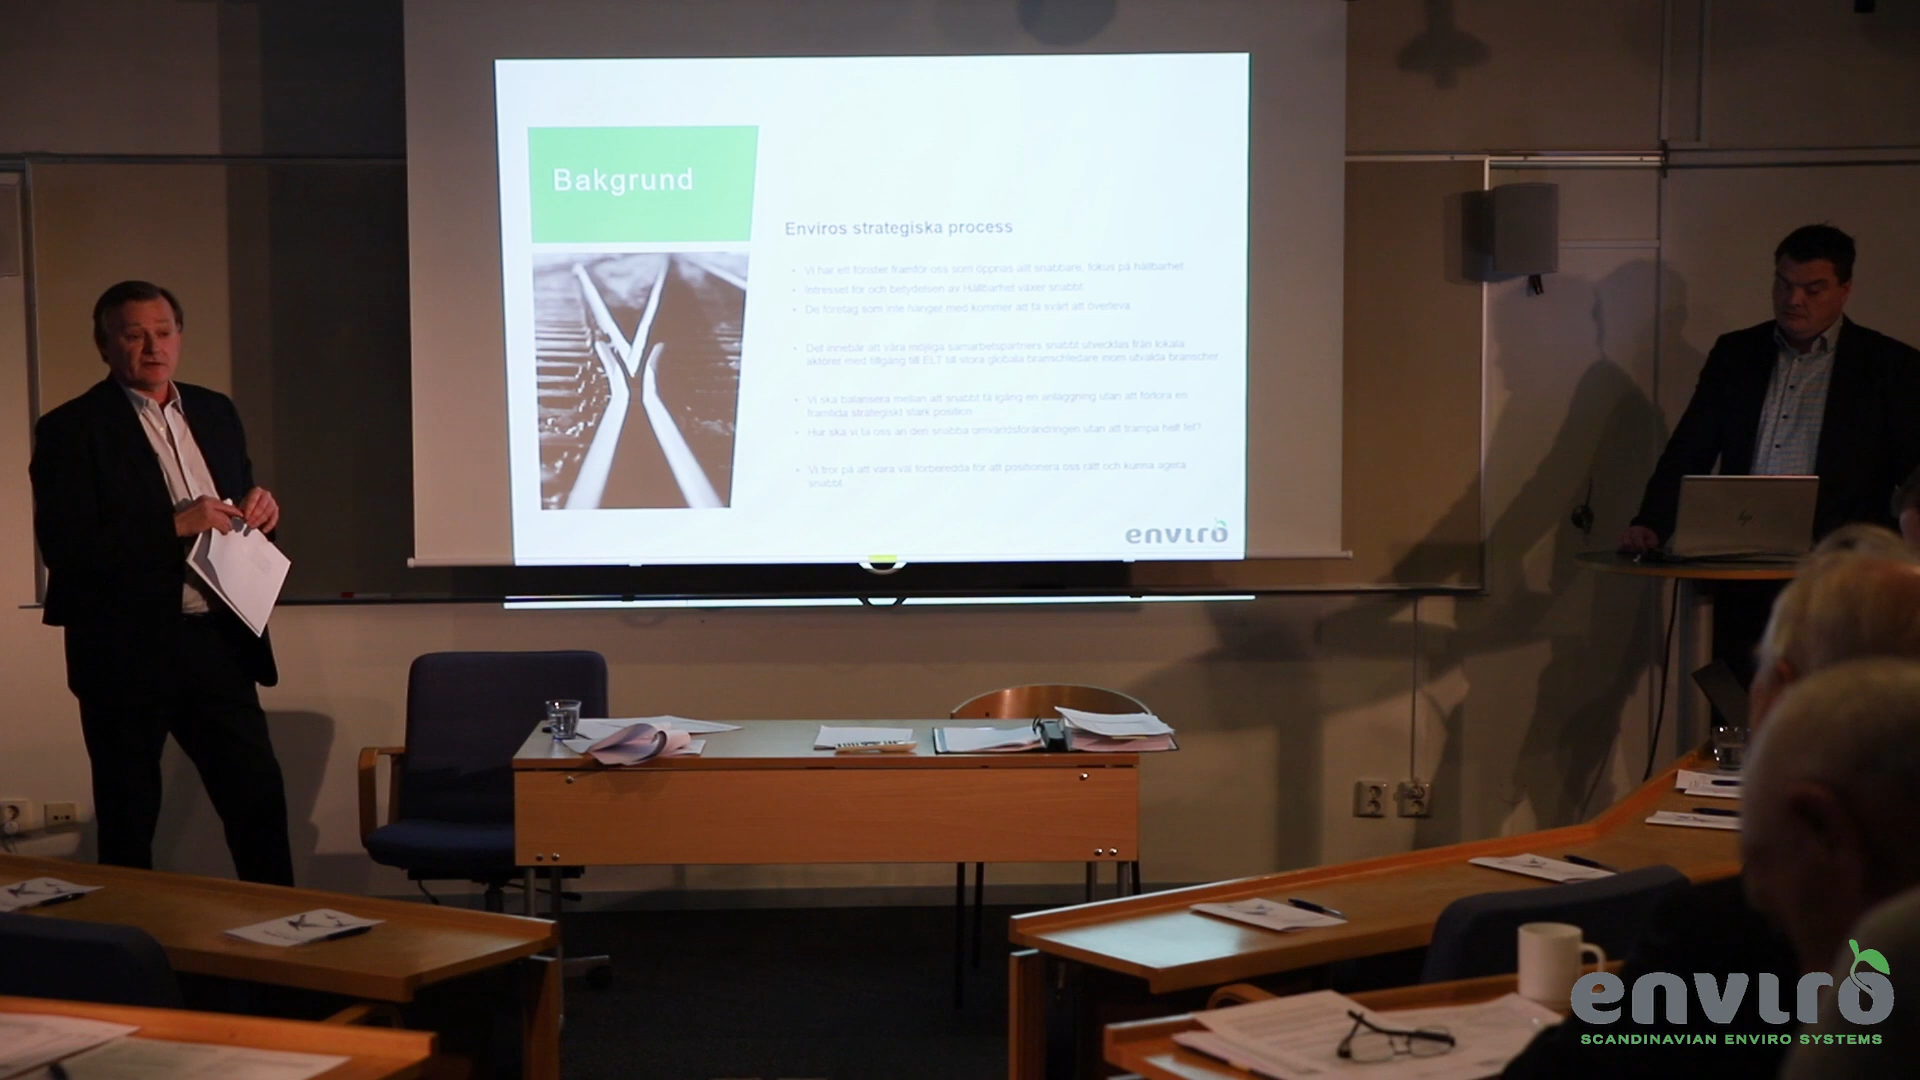 Bakgrund
Enviros strategiska process
• Vi har ett fönster framför oss som öppnas allt snabbare, fokus på hållbarhet.
• Intresset för och betydelsen av Hållbarhet växer snabbt.
• De företag som inte hänger med kommer att få svårt att överleva.
• Det innebär att våra möjliga samarbetspartners snabbt utvecklas från lokala
aktörer med tillgång till ELT till stora globala branschledare inom utvalda branscher
• Vi ska balansera mellan att snabbt få igång en anläggning utan att förlora en
framtida strategiskt stark position.
• Hur ska vi ta oss an den snabba omvärldsförändringen utan att trampa helt fel?
• Vi tror på att vara väl förberedda för att positionera oss rätt och kunna agera
snabbt.
enviro
hp
enviro
SCANDINAVIAN ENVIRO SYSTEMS